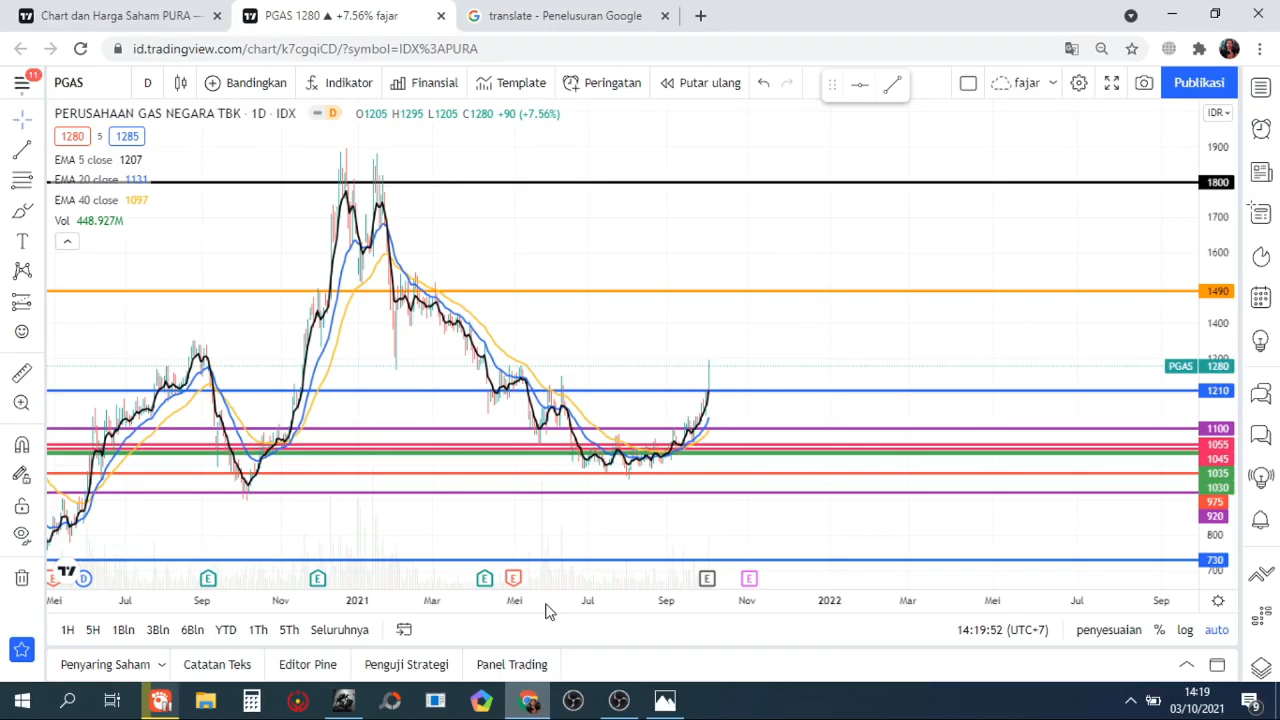 Chart dan Harga Saham PURA —
PGAS 1280 ▲ +7.56% fajar
translate - Penelusuran Google
id.tradingview.com/chart/k7cgqiCD/?symbol=IDX%3APURA
11
PGAS
D
Bandingkan
Indikator
Finansial
Template
Peringatan
Putar ulang
fajar
Publikasi
PERUSAHAAN GAS NEGARA TBK · 1D · IDX
D
O1205 H1295 L1205 C1280 +90 (+7.56%)
IDR
1280
5
1285
EMA 5 close 1207
EMA 20 close 1131
EMA 40 close 1097
Vol 448.927M
1900
1800
1700
1600
1490
1400
1300
PGAS 1280
1210
1100
1055
1045
1035
1030
975
920
800
730
700
E
D
E
E
E
E
E
E
Mei
Jul
Sep
Nov
2021
Mar
Mei
Jul
Sep
Nov
2022
Mar
Mei
Jul
Sep
1H
5H
1Bln
3Bln
6Bln
YTD
1Th
5Th
Seluruhnya
14:19:52 (UTC+7)
penyesuaian
%
log
auto
Penyaring Saham
Catatan Teks
Editor Pine
Penguji Strategi
Panel Trading
14:19
03/10/2021
9